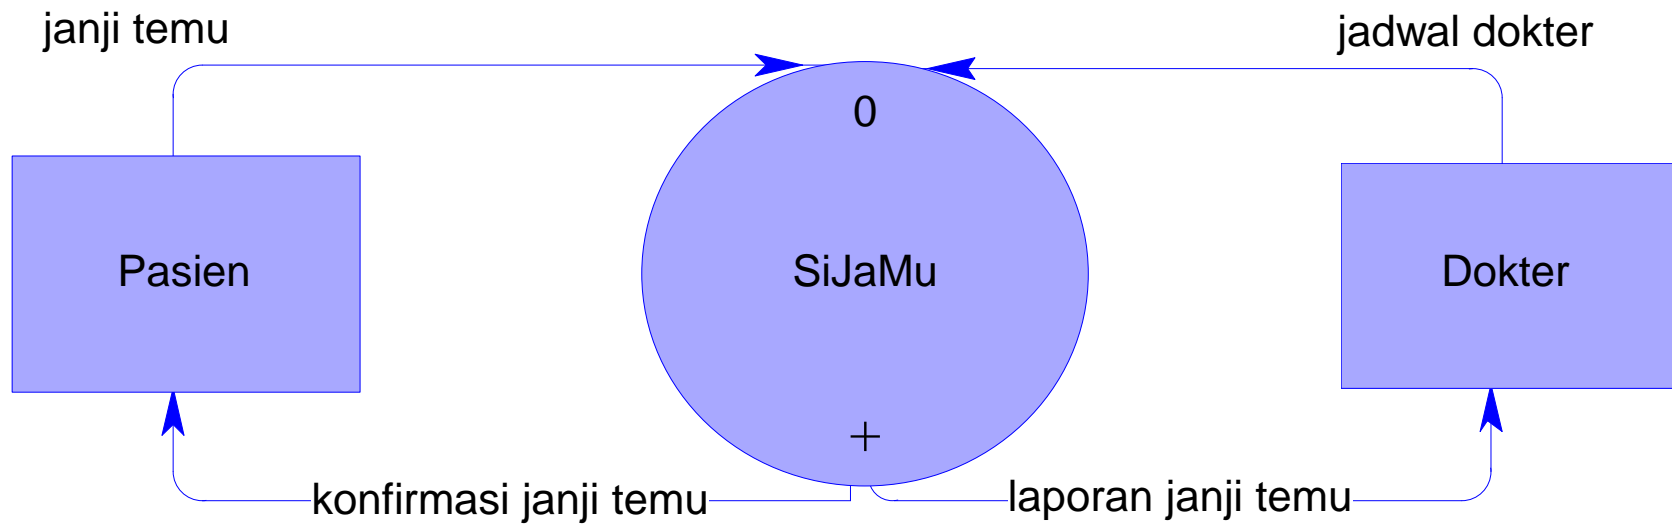 janji temu
jadwal dokter
0
Pasien
SiJaMu
Dokter
+
konfirmasi janji temu
laporan janji temu